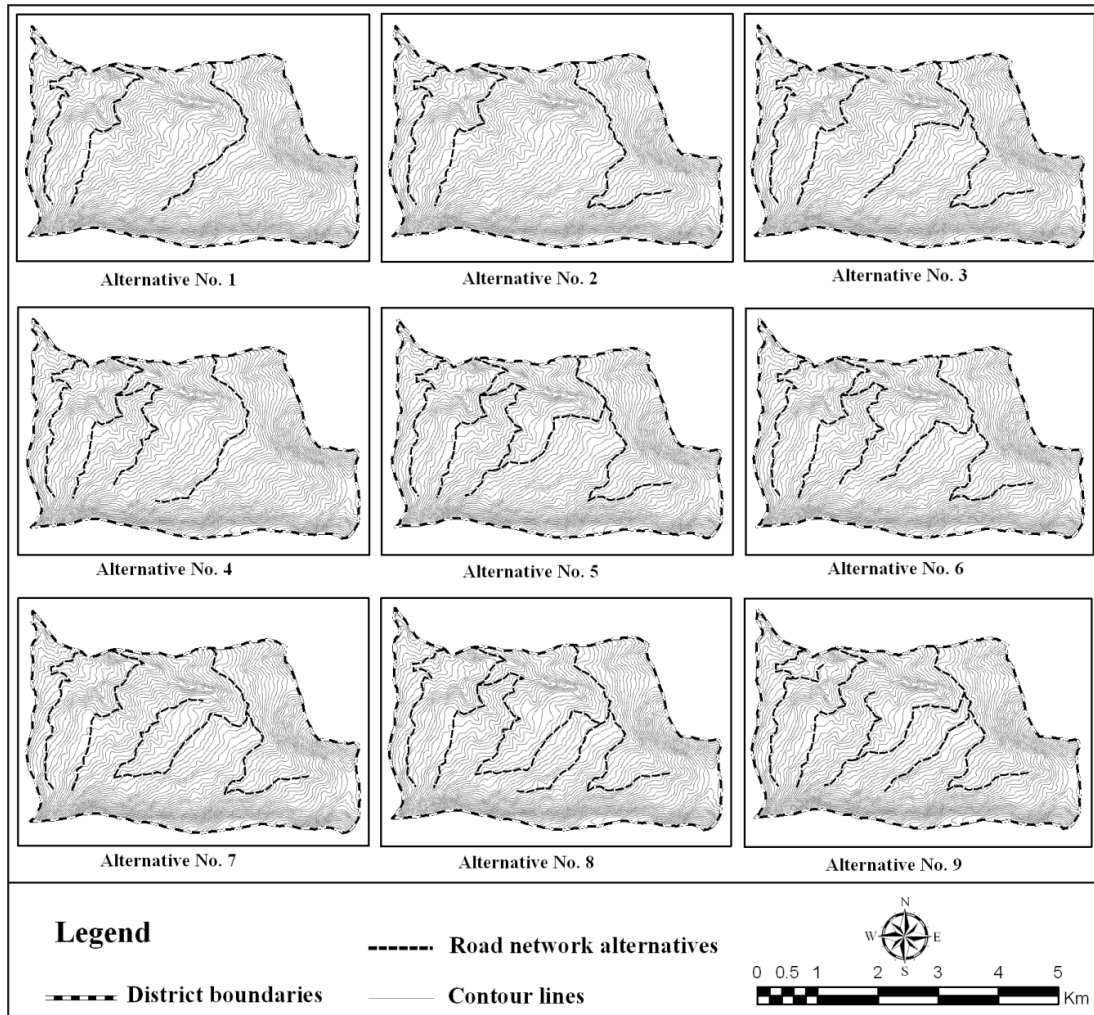 Alternative No. 1
Alternative No. 2
Alternative No. 3
Alternative No. 4
Alternative No. 5
Alternative No. 6
Alternative No. 7
Alternative No. 8
Alternative No. 9
Legend
Road network alternatives
District boundaries
Contour lines
N
W E
S
0 0.5 1 2 3 4 5
Km